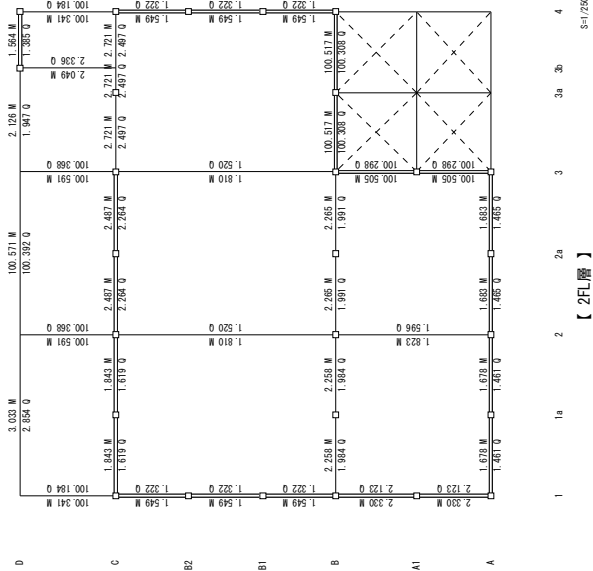 100.184 Q
100.341 M
1.322 Q
1.549 M
1.322 Q
1.549 M
1.322 Q
1.549 M
4
S=1/250
1.564 M
1.385 Q
2.336 Q
2.049 M
2.721 M
2.497 Q
2.721 M
2.497 Q
2.721 M
2.497 Q
100.517 M
100.308 Q
100.517 M
100.308 Q
3b
3a
2.126 M
1.947 Q
100.368 Q
100.591 M
1.520 Q
1.810 M
100.298 Q
100.505 M
100.298 Q
100.505 M
3
100.571 M
100.392 Q
2.487 M
2.264 Q
2.487 M
2.264 Q
2.265 M
1.991 Q
2.265 M
1.991 Q
1.683 M
1.465 Q
1.683 M
1.465 Q
2a
【 2FL層 】
100.368 Q
100.591 M
1.520 Q
1.810 M
1.596 Q
1.823 M
2
3.033 M
2.854 Q
1.843 M
1.619 Q
1.843 M
1.619 Q
2.258 M
1.984 Q
2.258 M
1.984 Q
1.678 M
1.461 Q
1.678 M
1.461 Q
1a
100.184 Q
100.341 M
1.322 Q
1.549 M
1.322 Q
1.549 M
1.322 Q
1.549 M
2.123 Q
2.330 M
2.123 Q
2.330 M
1
D
C
B2
B1
B
A1
A